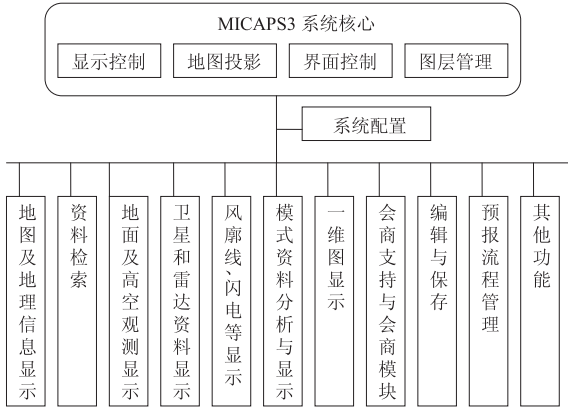 MICAPS3 系统核心
显示控制
地图投影
界面控制
图层管理
系统配置
地图及地理信息显示
资料检索
地面及高空观测显示
卫星和雷达资料显示
风廓线、闪电等显示
模式资料分析与显示
一维图显示
会商支持与会商模块
编辑与保存
预报流程管理
其他功能